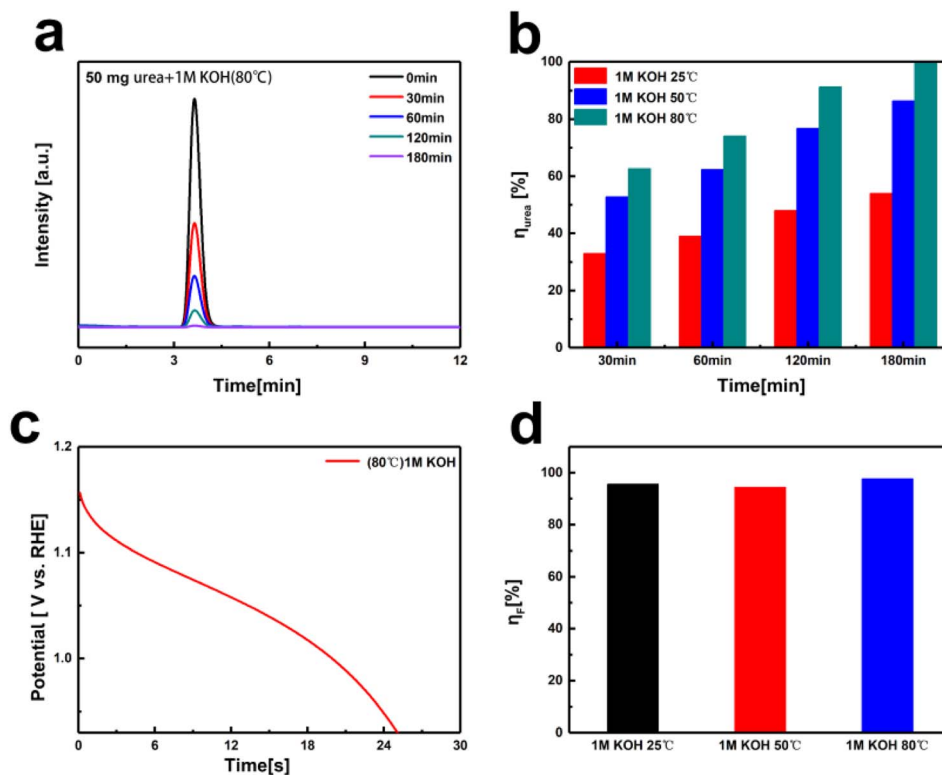 a
50 mg urea+1M KOH(80℃)
0min
30min
60min
120min
180min
Intensity [a.u.]
0 3 6 9 12
Time[min]
b
1M KOH 25℃
1M KOH 50℃
1M KOH 80℃
ηurea [%]
100
80
60
40
20
0
30min 60min 120min 180min
Time[min]
c
(80℃)1M KOH
Potential [ V vs. RHE]
1.2
1.1
1.0
0 6 12 18 24 30
Time[s]
d
ηF[%]
100
80
60
40
20
0
1M KOH 25℃ 1M KOH 50℃ 1M KOH 80℃